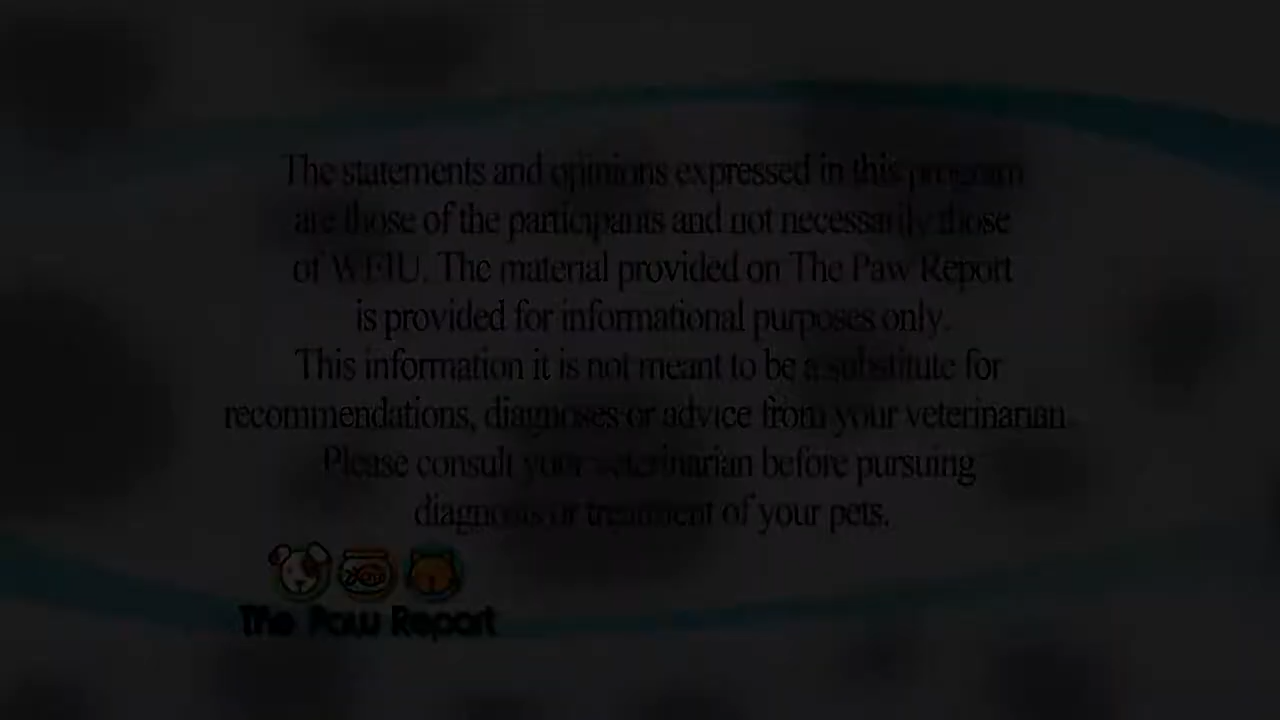 The statements and opinions expressed in this program
are those of the participants and not necessarily those
of WEIU. The material provided on The Paw Report
is provided for informational purposes only.
This information it is not meant to be a substitute for
recommendations, diagnoses or advice from your veterinarian.
Please consult your veterinarian before pursuing
diagnosis or treatment of your pets.
The Paw Report